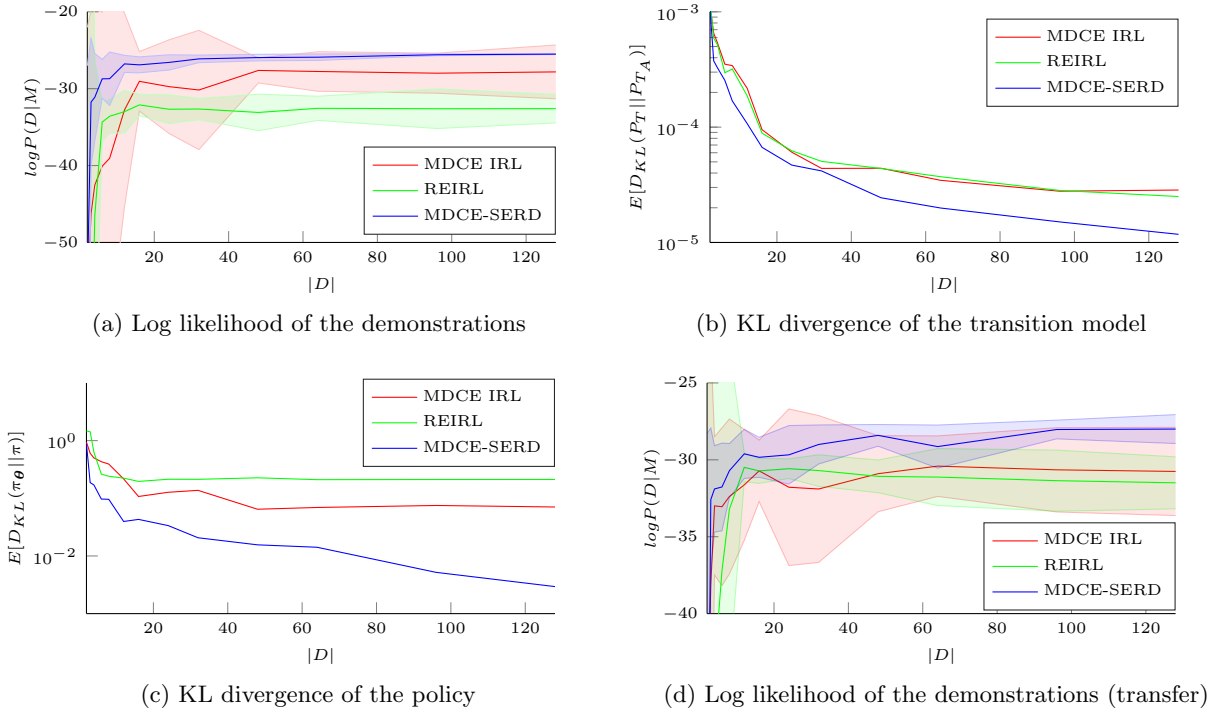 −20
−30
−40
−50
logP(D||M)
MDCE IRL
REIRL
MDCE-SERD
20 40 60 80 100 120
|D|
(a) Log likelihood of the demonstrations
10^−3
10^−4
10^−5
E[D_KL(P_T||P_{T_A})]
MDCE IRL
REIRL
MDCE-SERD
20 40 60 80 100 120
|D|
(b) KL divergence of the transition model
10^0
10^−2
E[D_KL(π_θ||π)]
MDCE IRL
REIRL
MDCE-SERD
20 40 60 80 100 120
|D|
(c) KL divergence of the policy
−25
−30
−35
−40
logP(D|M)
MDCE IRL
REIRL
MDCE-SERD
20 40 60 80 100 120
|D|
(d) Log likelihood of the demonstrations (transfer)